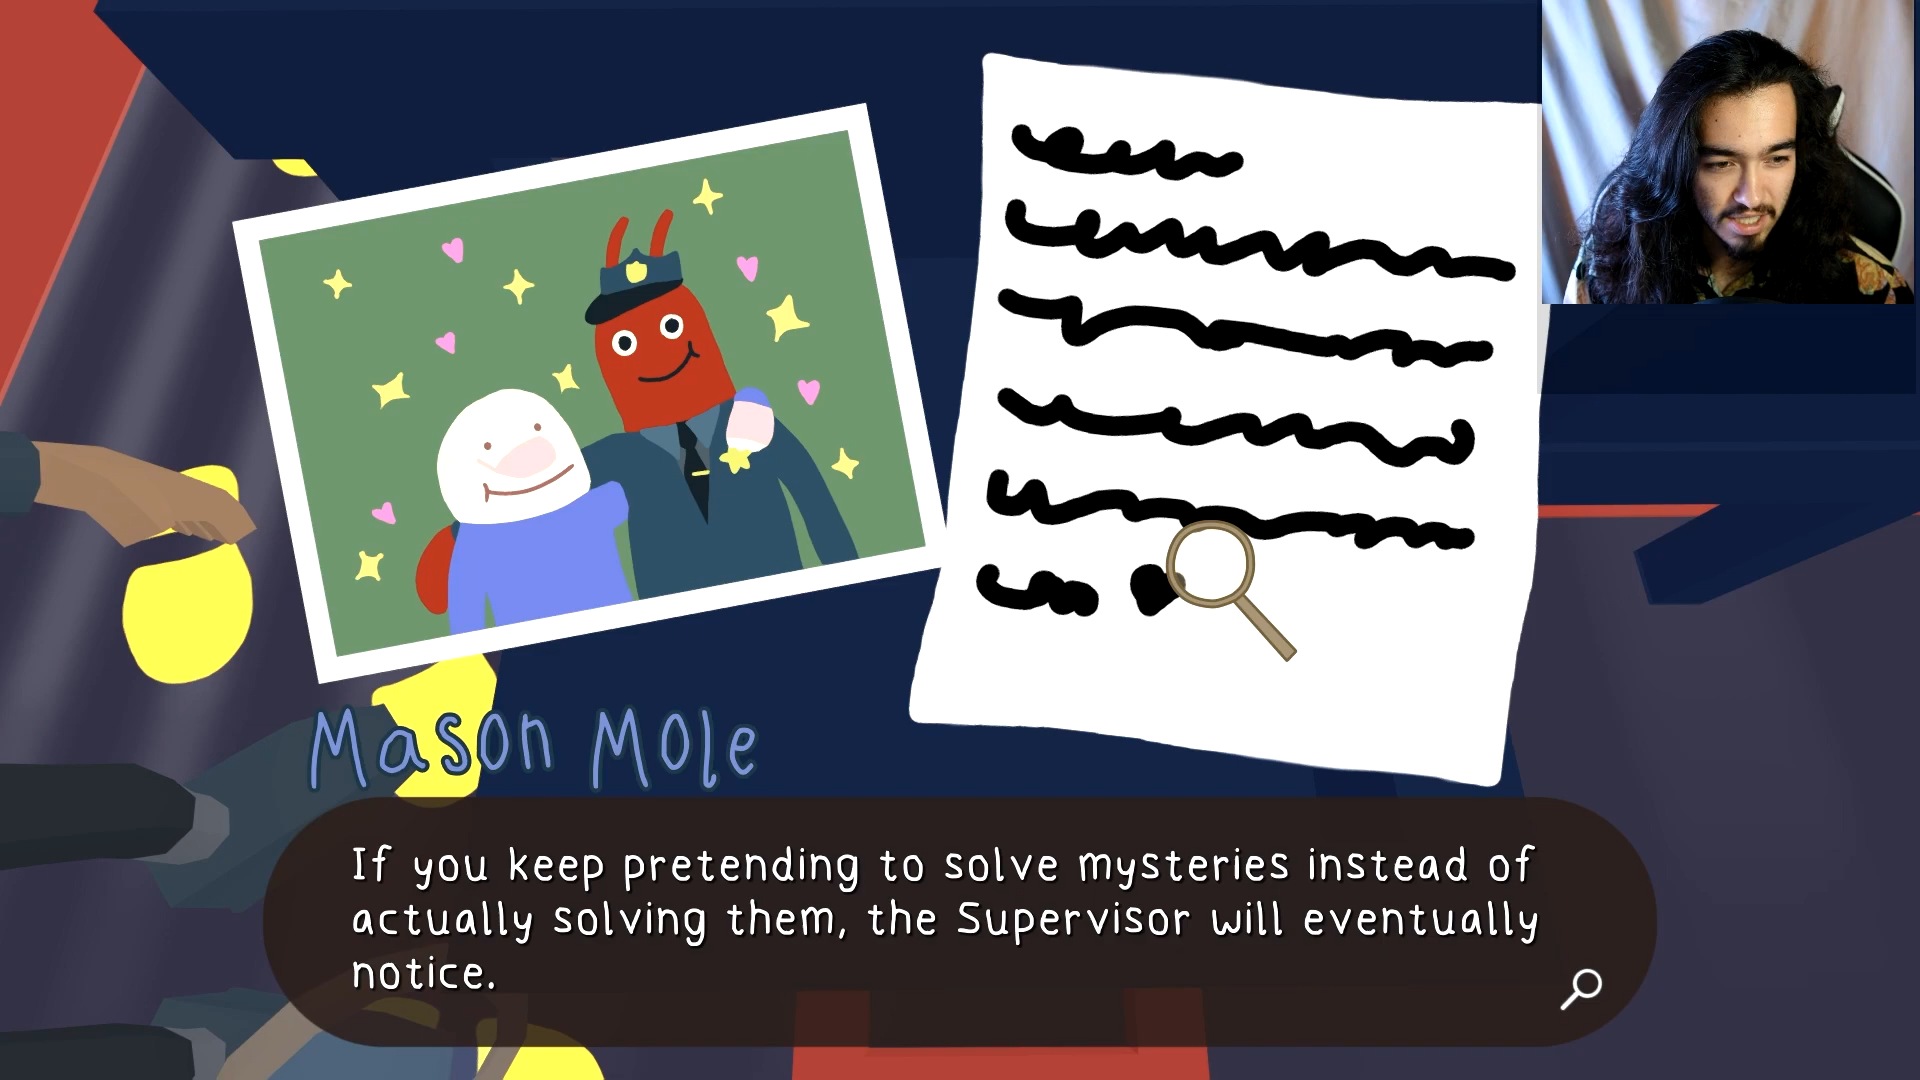 Mason Mole
If you keep pretending to solve mysteries instead of
actually solving them, the Supervisor will eventually
notice.